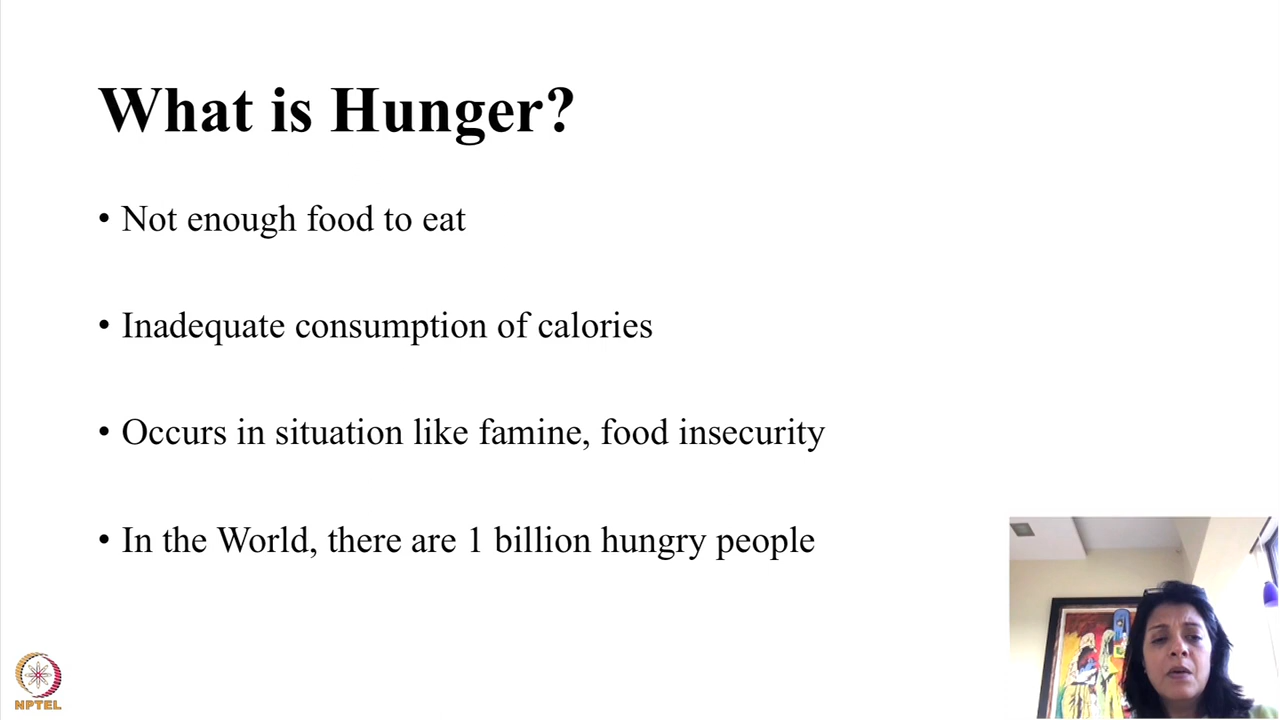 What is Hunger?
• Not enough food to eat
• Inadequate consumption of calories
• Occurs in situation like famine, food insecurity
• In the World, there are 1 billion hungry people
NPTEL